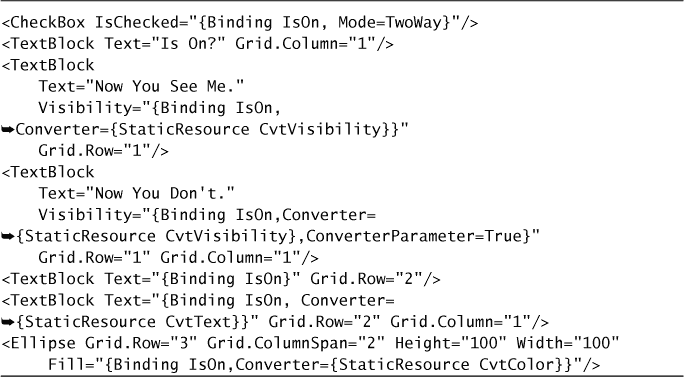 <CheckBox IsChecked="{Binding IsOn, Mode=TwoWay}"/>
<TextBlock Text="Is On?" Grid.Column="1"/>
<TextBlock
    Text="Now You See Me."
    Visibility="{Binding IsOn,
➥Converter={StaticResource CvtVisibility}}"
    Grid.Row="1"/>
<TextBlock
    Text="Now You Don't."
    Visibility="{Binding IsOn,Converter=
➥{StaticResource CvtVisibility},ConverterParameter=True}"
    Grid.Row="1" Grid.Column="1"/>
<TextBlock Text="{Binding IsOn}" Grid.Row="2"/>
<TextBlock Text="{Binding IsOn, Converter=
➥{StaticResource CvtText}}" Grid.Row="2" Grid.Column="1"/>
<Ellipse Grid.Row="3" Grid.ColumnSpan="2" Height="100" Width="100"
     Fill="{Binding IsOn,Converter={StaticResource CvtColor}}"/>